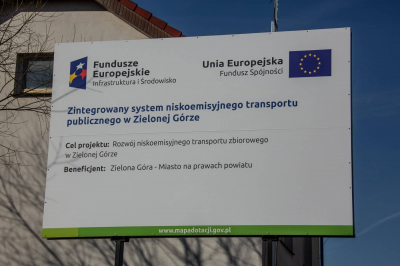 Fundusze
Europejskie
Infrastruktura i Środowisko
Unia Europejska
Fundusz Spójności
Zintegrowany system niskoemisyjnego transportu
publicznego w Zielonej Górze
Cel projektu: Rozwój niskoemisyjnego transportu zbiorowego
w Zielonej Górze
Beneficjent: Zielona Góra - Miasto na prawach powiatu
www.mapadotacji.gov.pl